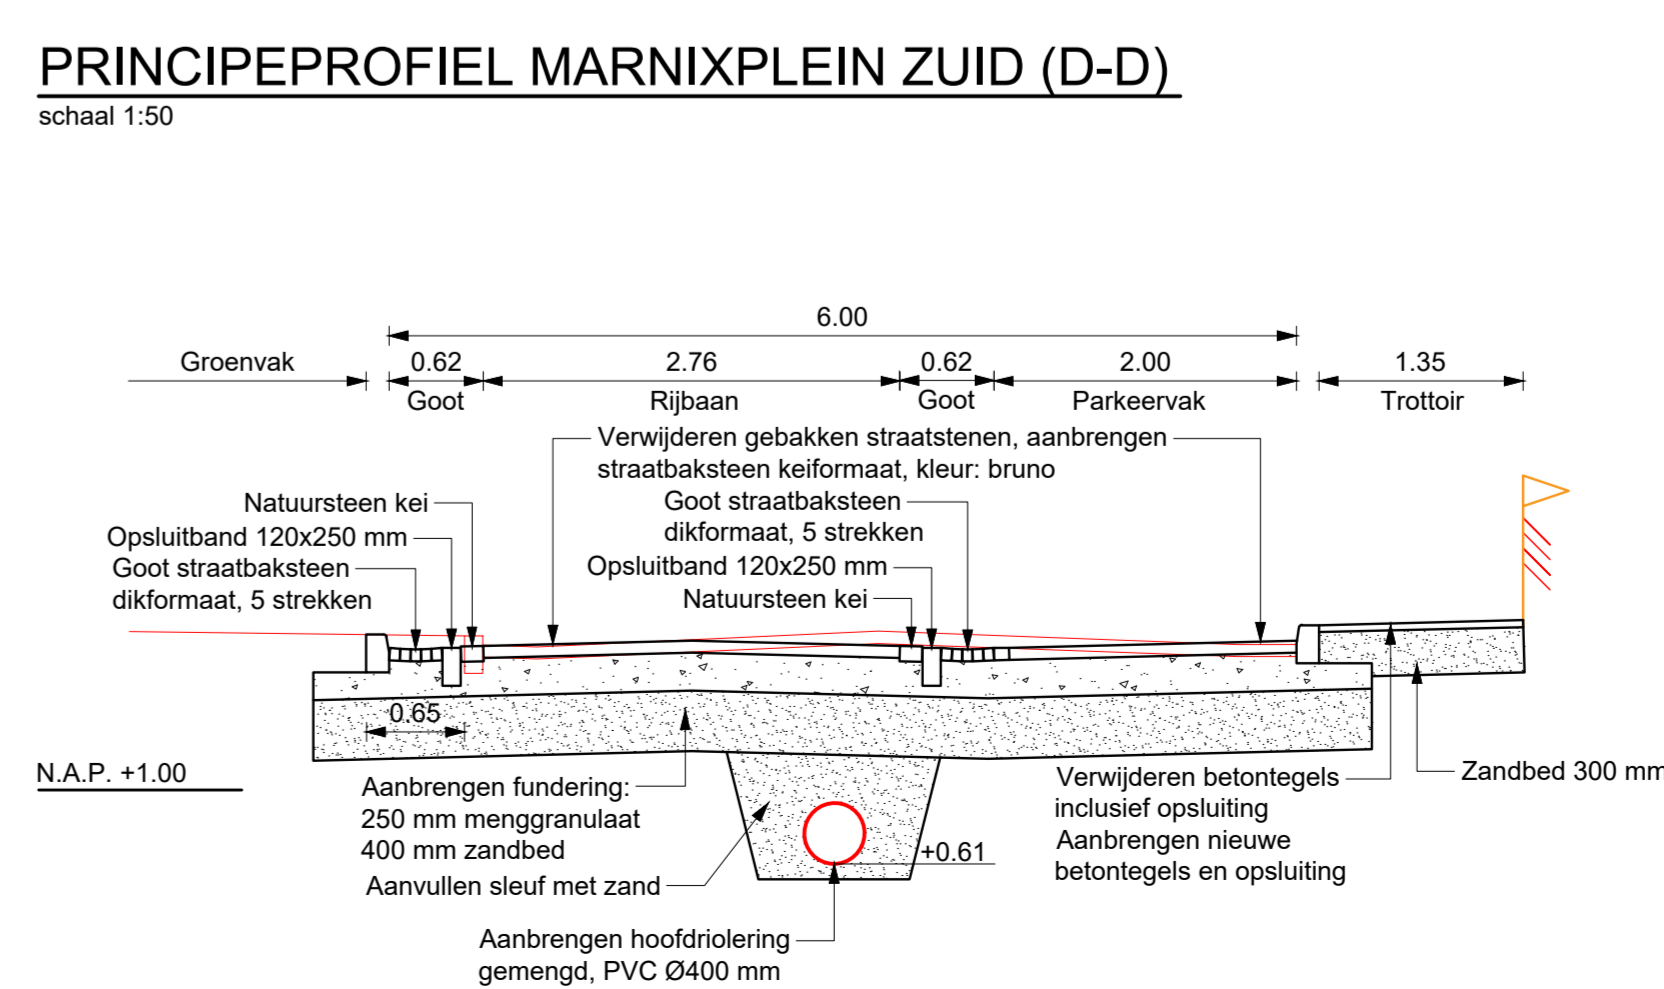 PRINCIPEPROFIEL MARNIXPLEIN ZUID (D-D)
schaal 1:50
6.00
Groenvak
0.62
2.76
0.62
2.00
1.35
Goot
Rijbaan
Goot
Parkeervak
Trottoir
Verwijderen gebakken straatstenen, aanbrengen
straatbaksteen keiformaat, kleur: bruno
Natuursteen kei
Opsluitband 120x250 mm
Goot straatbaksteen
dikformaat, 5 strekken
Goot straatbaksteen
dikformaat, 5 strekken
Opsluitband 120x250 mm
Natuursteen kei
0.65
N.A.P. +1.00
Aanbrengen fundering:
250 mm menggranulaat
400 mm zandbed
Aanvullen sleuf met zand
+0.61
Verwijderen betontegels
inclusief opsluiting
Aanbrengen nieuwe
betontegels en opsluiting
Zandbed 300 mm
Aanbrengen hoofdriolering
gemengd, PVC Ø400 mm